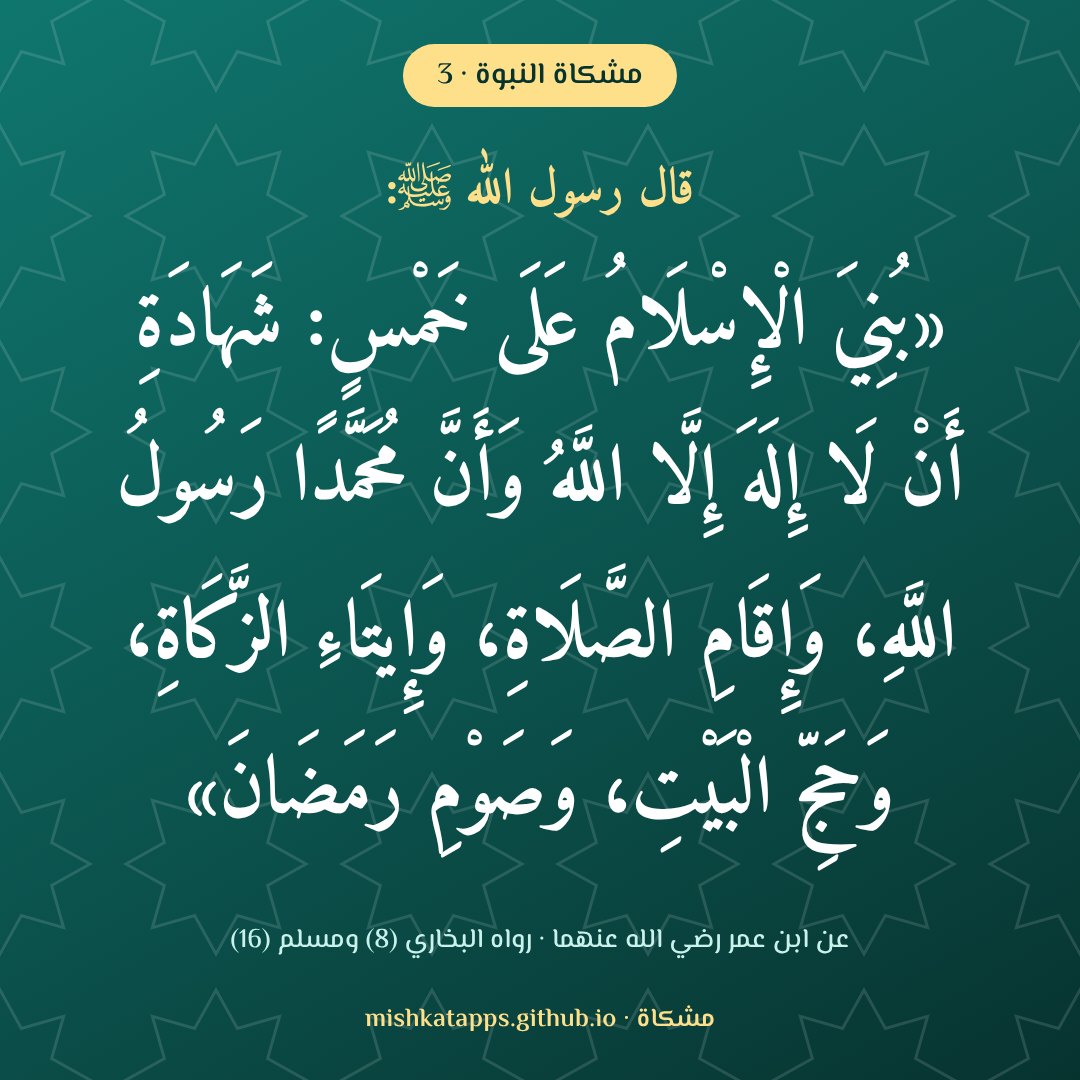 مشكاة النبوة · 3
قال رسول الله ﷺ:
«بُنِيَ الْإِسْلَامُ عَلَى خَمْسٍ: شَهَادَةِ
أَنْ لَا إِلَهَ إِلَّا اللَّهُ وَأَنَّ مُحَمَّدًا رَسُولُ
اللَّهِ، وَإِقَامِ الصَّلَاةِ، وَإِيتَاءِ الزَّكَاةِ،
وَحَجِّ الْبَيْتِ، وَصَوْمِ رَمَضَانَ»
عن ابن عمر رضي الله عنهما · رواه البخاري (8) ومسلم (16)
مشكاة · mishkatapps.github.io